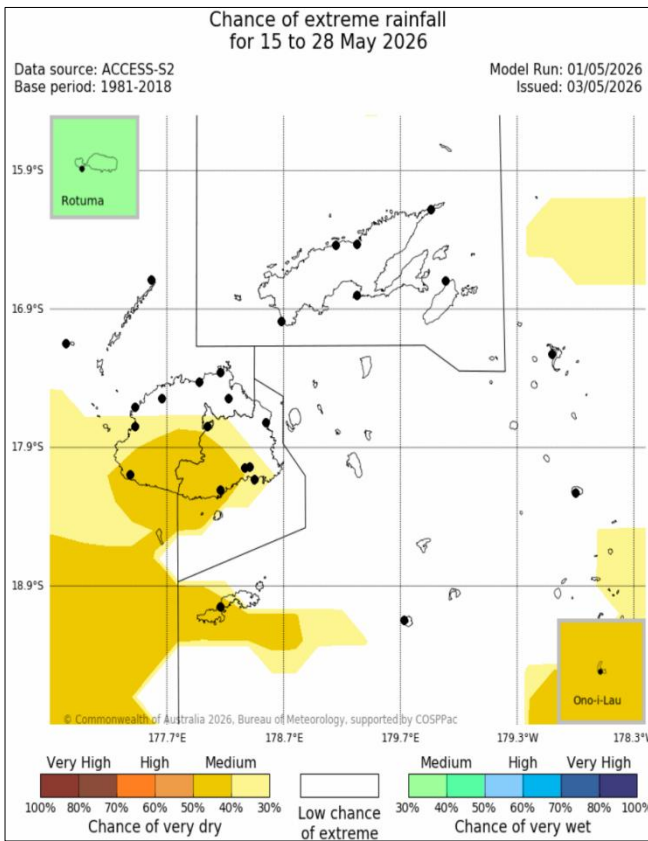 Chance of extreme rainfall
for 15 to 28 May 2026
Data source: ACCESS-S2
Base period: 1981-2018
Model Run: 01/05/2026
Issued: 03/05/2026
Rotuma
15.9°S
16.9°S
17.9°S
18.9°S
Ono-i-Lau
© Commonwealth of Australia 2026, Bureau of Meteorology, supported by COSPPac
177.7°E 178.7°E 179.7°E 179.3°W 178.3°W
Very High High Medium
100% 80% 70% 60% 50% 40% 30%
Chance of very dry
Low chance
of extreme
Medium High Very High
30% 40% 50% 60% 70% 80% 100%
Chance of very wet